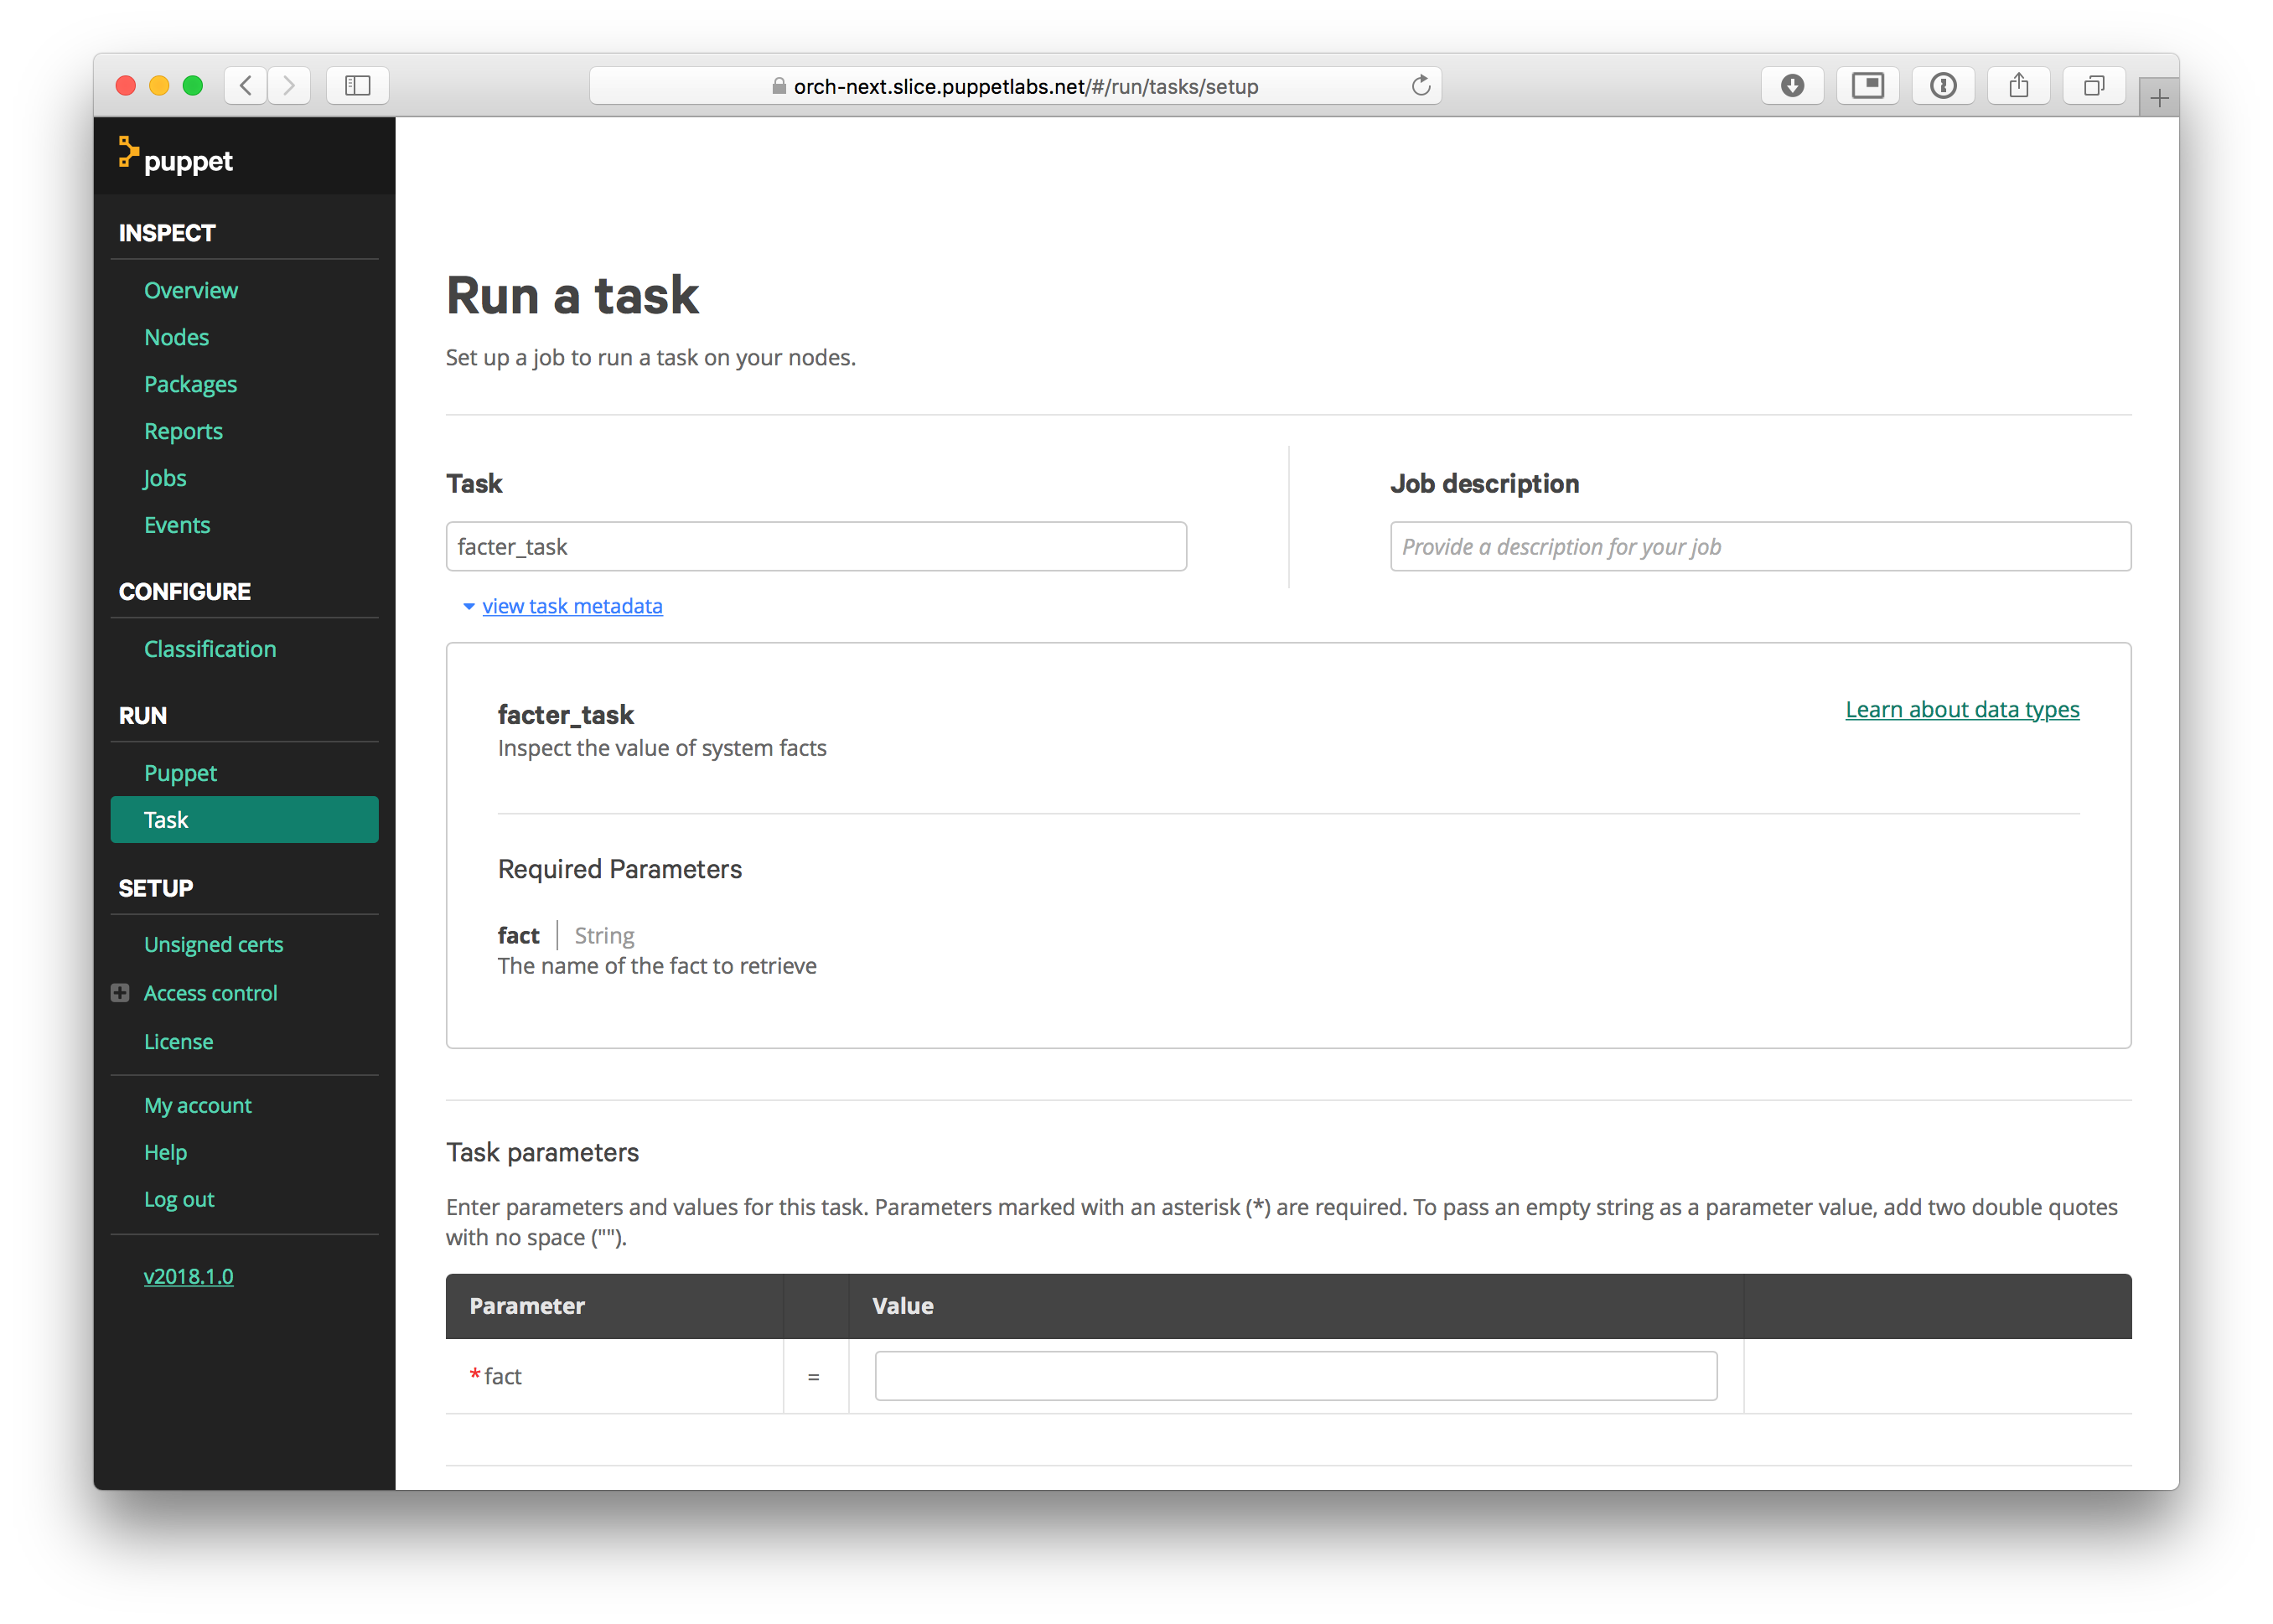 orch-next.slice.puppetlabs.net/#/run/tasks/setup
puppet
INSPECT
Overview
Nodes
Packages
Reports
Jobs
Events
CONFIGURE
Classification
RUN
Puppet
Task
SETUP
Unsigned certs
Access control
License
My account
Help
Log out
v2018.1.0
Run a task
Set up a job to run a task on your nodes.
Task
facter_task
view task metadata
Job description
Provide a description for your job
facter_task
Learn about data types
Inspect the value of system facts
Required Parameters
fact String
The name of the fact to retrieve
Task parameters
Enter parameters and values for this task. Parameters marked with an asterisk (*) are required. To pass an empty string as a parameter value, add two double quotes
with no space ("").
Parameter Value
*fact =